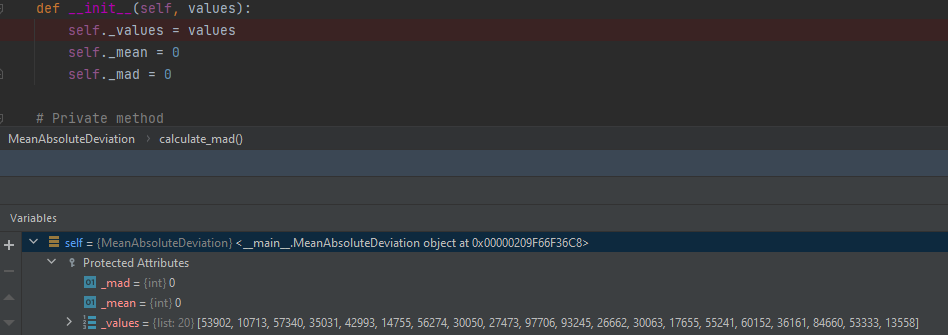 def __init__(self, values):
self._values = values
self._mean = 0
self._mad = 0
# Private method
MeanAbsoluteDeviation › calculate_mad()
Variables
self = {MeanAbsoluteDeviation} <__main__.MeanAbsoluteDeviation object at 0x00000209F66F36C8>
Protected Attributes
01 _mad = {int} 0
01 _mean = {int} 0
_values = {list: 20} [53902, 10713, 57340, 35031, 42993, 14755, 56274, 30050, 27473, 97706, 93245, 26662, 30063, 17655, 55241, 60152, 36161, 84660, 53333, 13558]